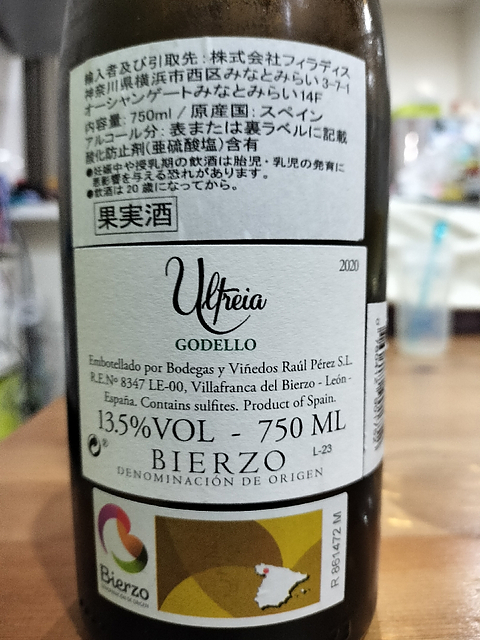 輸入者及び引取先：株式会社フィラディス
神奈川県横浜市西区みなとみらい3-7-1
オーシャンゲートみなとみらい14F
内容量：750ml / 原産国：スペイン
アルコール分：表または裏ラベルに記載
酸化防止剤(亜硫酸塩)含有
●妊娠中や授乳期の飲酒は胎児・乳児の発育に
悪影響を与える恐れがあります。
●飲酒は20歳になってから。
果実酒
2020
Ultreia
GODELLO
Embotellado por Bodegas y Viñedos Raúl Pérez S.L.
R.E.Nº 8347 LE-00, Villafranca del Bierzo - León -
España. Contains sulfites. Product of Spain.
13.5%VOL - 750 ML
L-23
BIERZO
DENOMINACIÓN DE ORIGEN
Bierzo
DENOMINACIÓN DE ORIGEN
R 861472 M